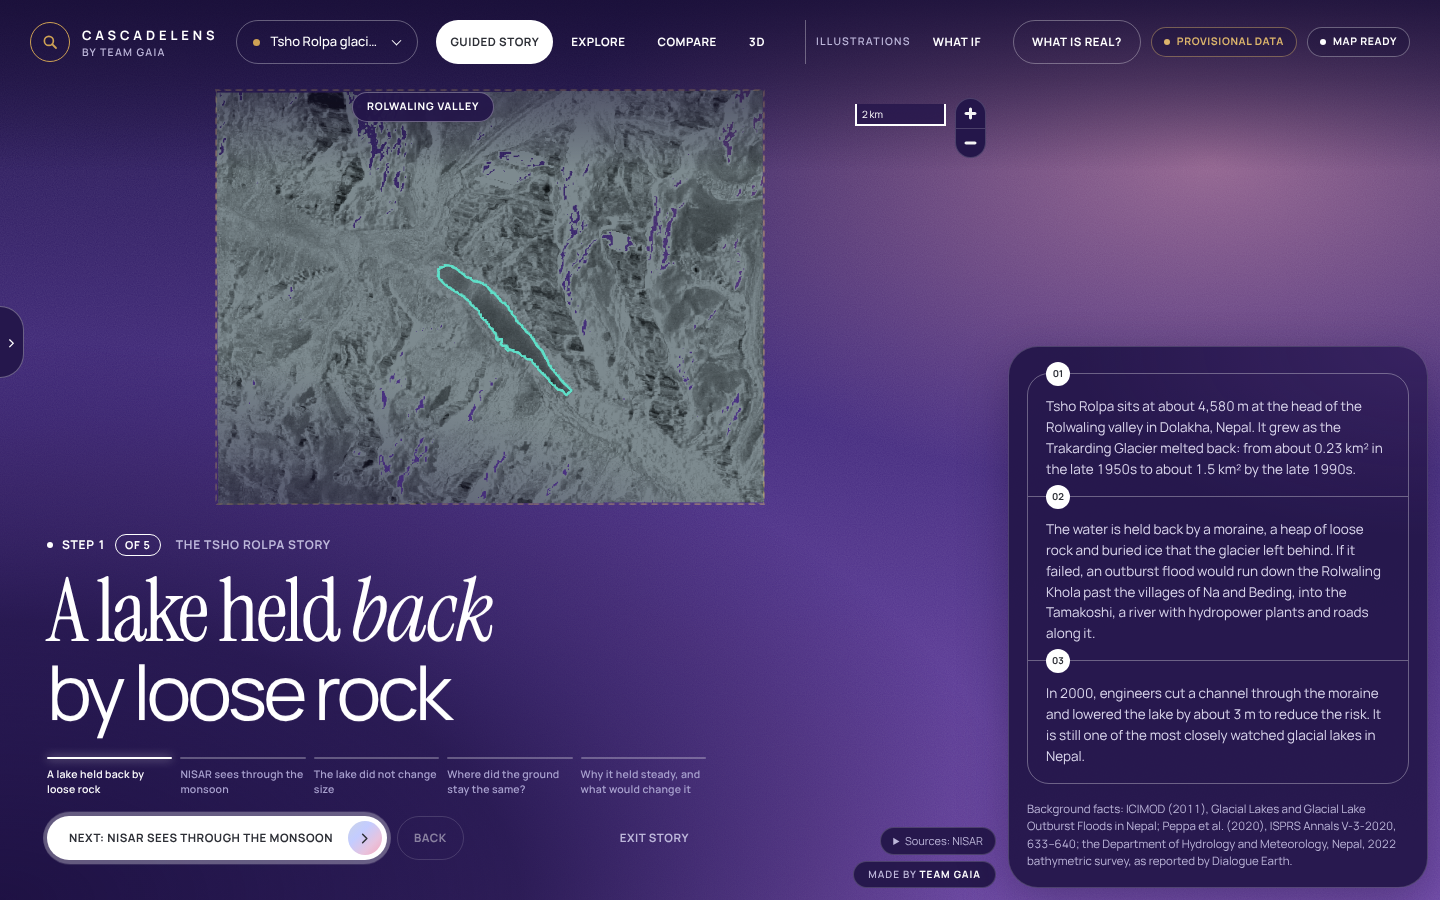 CASCADELENS
BY TEAM GAIA
Tsho Rolpa glaci...
GUIDED STORY
EXPLORE
COMPARE
3D
ILLUSTRATIONS
WHAT IF
WHAT IS REAL?
PROVISIONAL DATA
MAP READY
ROLWALING VALLEY
2 km
+
−
01
Tsho Rolpa sits at about 4,580 m at the head of the
Rolwaling valley in Dolakha, Nepal. It grew as the
Trakarding Glacier melted back: from about 0.23 km² in
the late 1950s to about 1.5 km² by the late 1990s.
02
The water is held back by a moraine, a heap of loose
rock and buried ice that the glacier left behind. If it
failed, an outburst flood would run down the Rolwaling
Khola past the villages of Na and Beding, into the
Tamakoshi, a river with hydropower plants and roads
along it.
03
In 2000, engineers cut a channel through the moraine
and lowered the lake by about 3 m to reduce the risk. It
is still one of the most closely watched glacial lakes in
Nepal.
Background facts: ICIMOD (2011), Glacial Lakes and Glacial Lake
Outburst Floods in Nepal; Peppa et al. (2020), ISPRS Annals V-3-2020,
633–640; the Department of Hydrology and Meteorology, Nepal, 2022
bathymetric survey, as reported by Dialogue Earth.
STEP 1 OF 5 THE TSHO ROLPA STORY
A lake held back
by loose rock
A lake held back by
loose rock
NISAR sees through the
monsoon
The lake did not change
size
Where did the ground
stay the same?
Why it held steady, and
what would change it
NEXT: NISAR SEES THROUGH THE MONSOON
BACK
EXIT STORY
Sources: NISAR
MADE BY TEAM GAIA